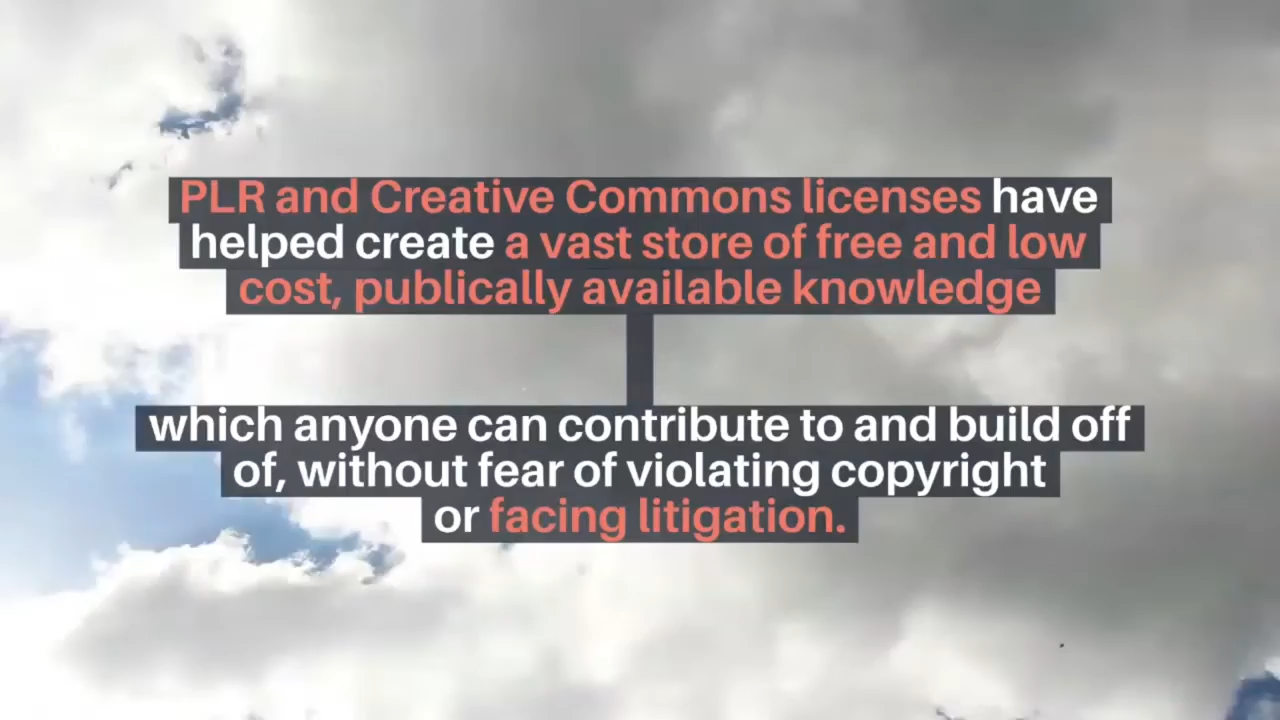 PLR and Creative Commons licenses have
helped create a vast store of free and low
cost, publically available knowledge
which anyone can contribute to and build off
of, without fear of violating copyright
or facing litigation.